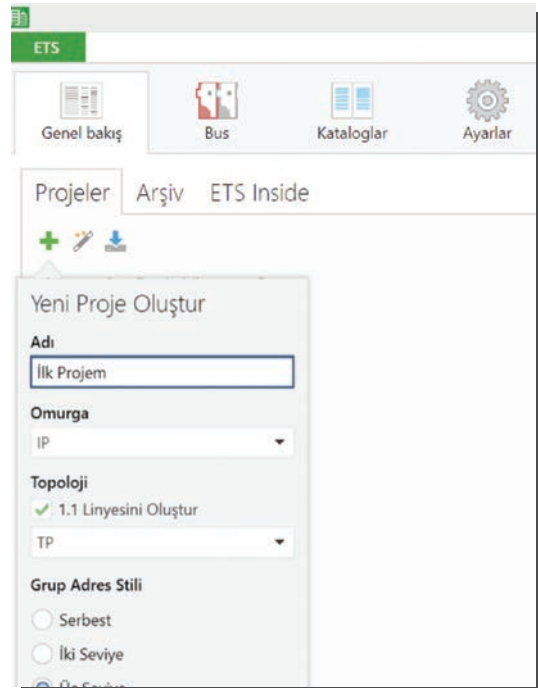 ETS
Genel bakış Bus Kataloglar Ayarlar
Projeler Arşiv ETS Inside
Yeni Proje Oluştur
Adı
İlk Projem
Omurga
IP
Topoloji
1.1 Linyesini Oluştur
TP
Grup Adres Stili
Serbest
İki Seviye